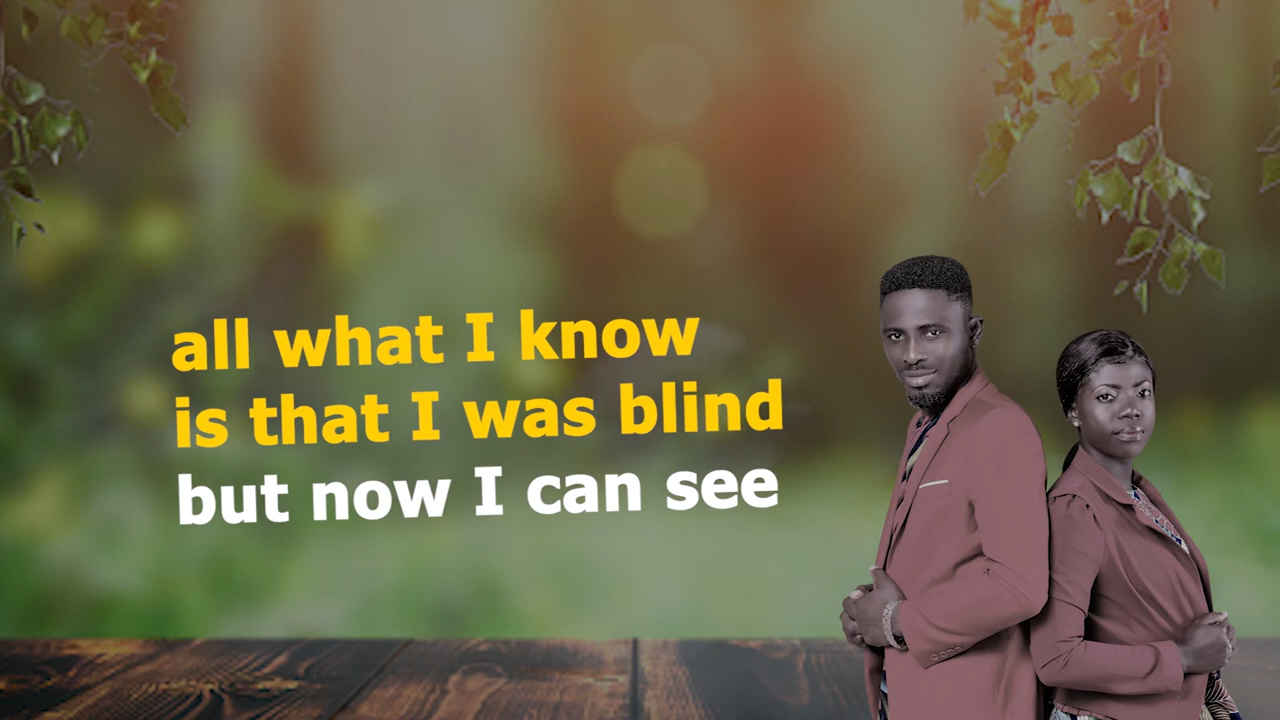 all what I know
is that I was blind
but now I can see